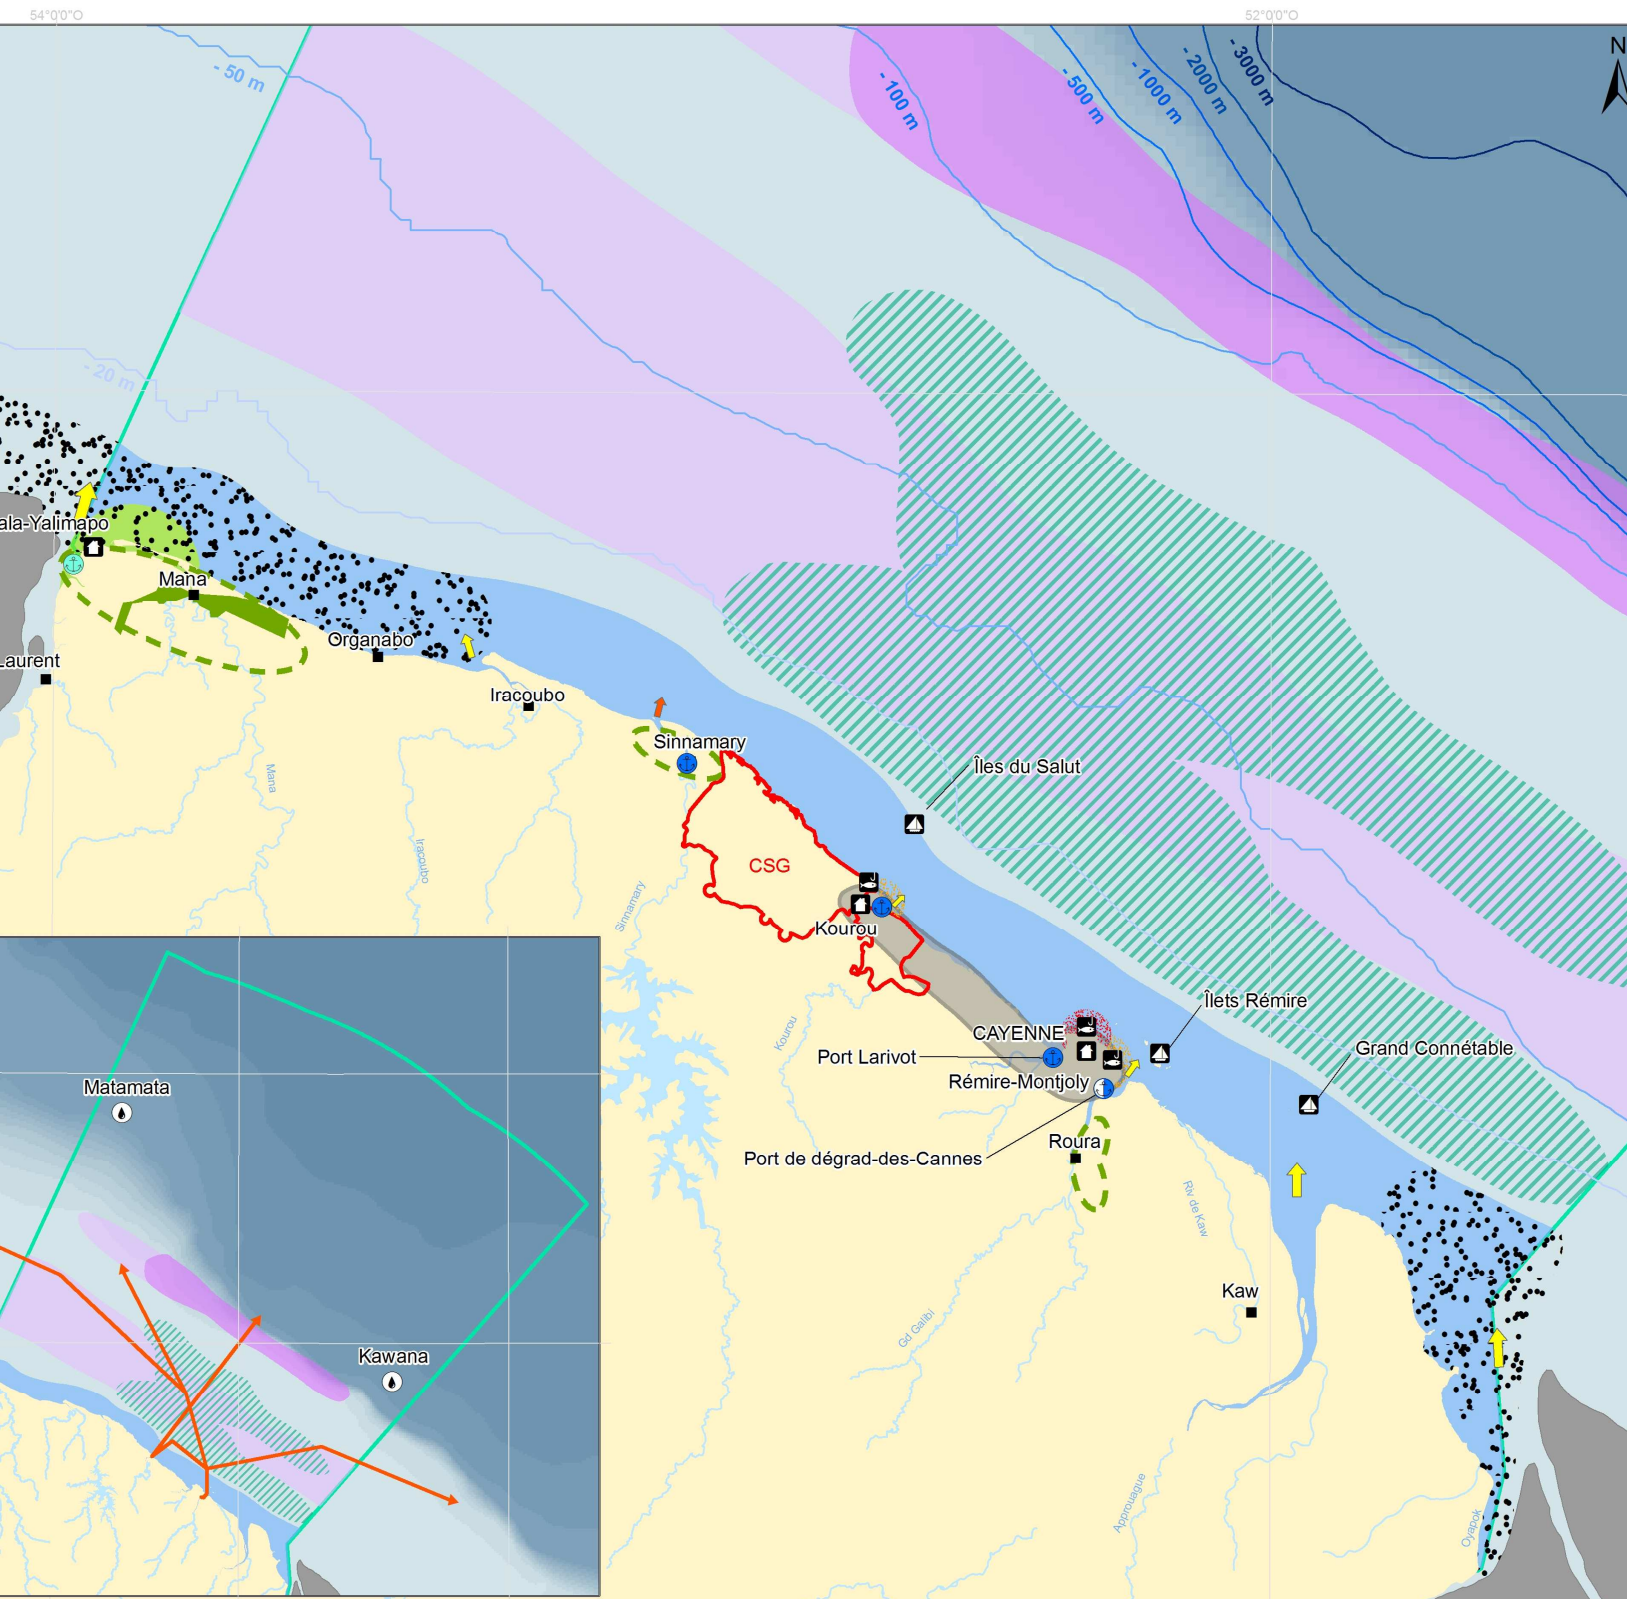 54°0'0"O
52°0'0"O
N
- 50 m
- 100 m
- 500 m
- 1000 m
- 2000 m
- 3000 m
- 20 m
ala-Yalimapo
Mana
Organabo
Laurent
Iracoubo
Sinnamary
Îles du Salut
Mana
Iracoubo
CSG
Sinnamary
Kourou
Îlets Rémire
Kourou
CAYENNE
Grand Connétable
Port Larivot
Rémire-Montjoly
Matamata
Roura
Port de dégrad-des-Cannes
Riv de Kaw
Kaw
Gd Galibi
Kawana
Approuague
Oyapok